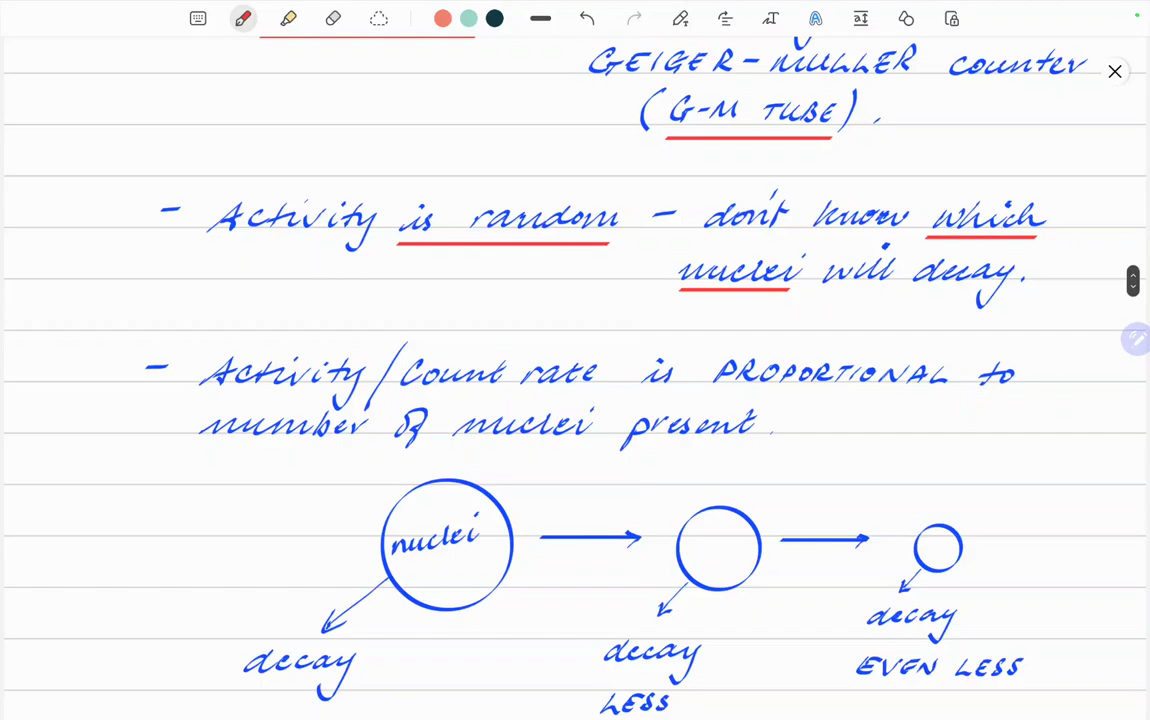 GEIGER-MULLER counter
(G-M TUBE).
- Activity is random - don't know which
nuclei will decay.
- Activity/Count rate is PROPORTIONAL to
number of nuclei present.
nuclei
decay
decay
LESS
decay
EVEN LESS